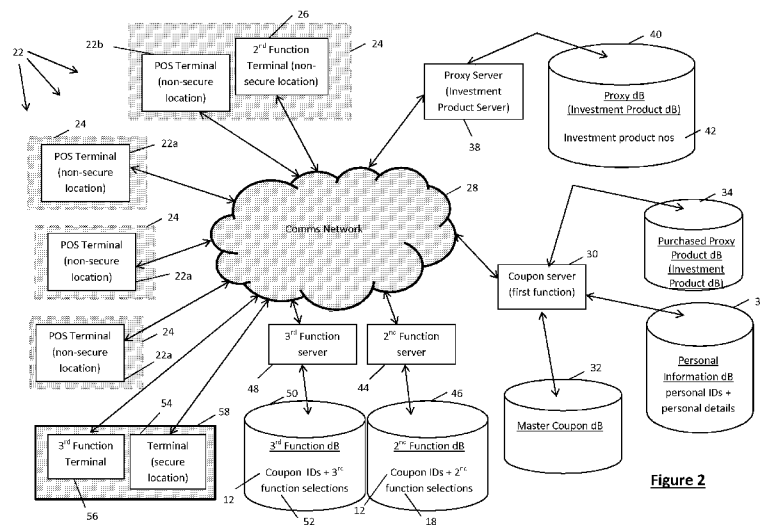 22
26
22b
24
POS Terminal
(non-secure
location)
2rd Function
Terminal (non-
secure location)
Proxy Server
(Investment
Product Server)
38
40
Proxy dB
(Investment Product dB)
Investment product nos
42
24
22a
POS Terminal
(non-secure
location)
28
Comms Network
24
POS Terminal
(non-secure
location)
22a
34
Purchased Proxy
Product dB
(Investment
Product dB)
30
Coupon server
(first function)
24
POS Terminal
(non-secure
location)
22a
3
Personal
Information dB
personal IDs +
personal details
3rd Function
server
48
2nc Function
server
44
32
Master Coupon dB
54
58
3rd Function
Terminal
56
Terminal
(secure
location)
50
3rd Function dB
Coupon IDs + 3rc
function selections
12
52
46
2nc Function dB
Coupon IDs + 2nc
function selections
12
18
Figure 2